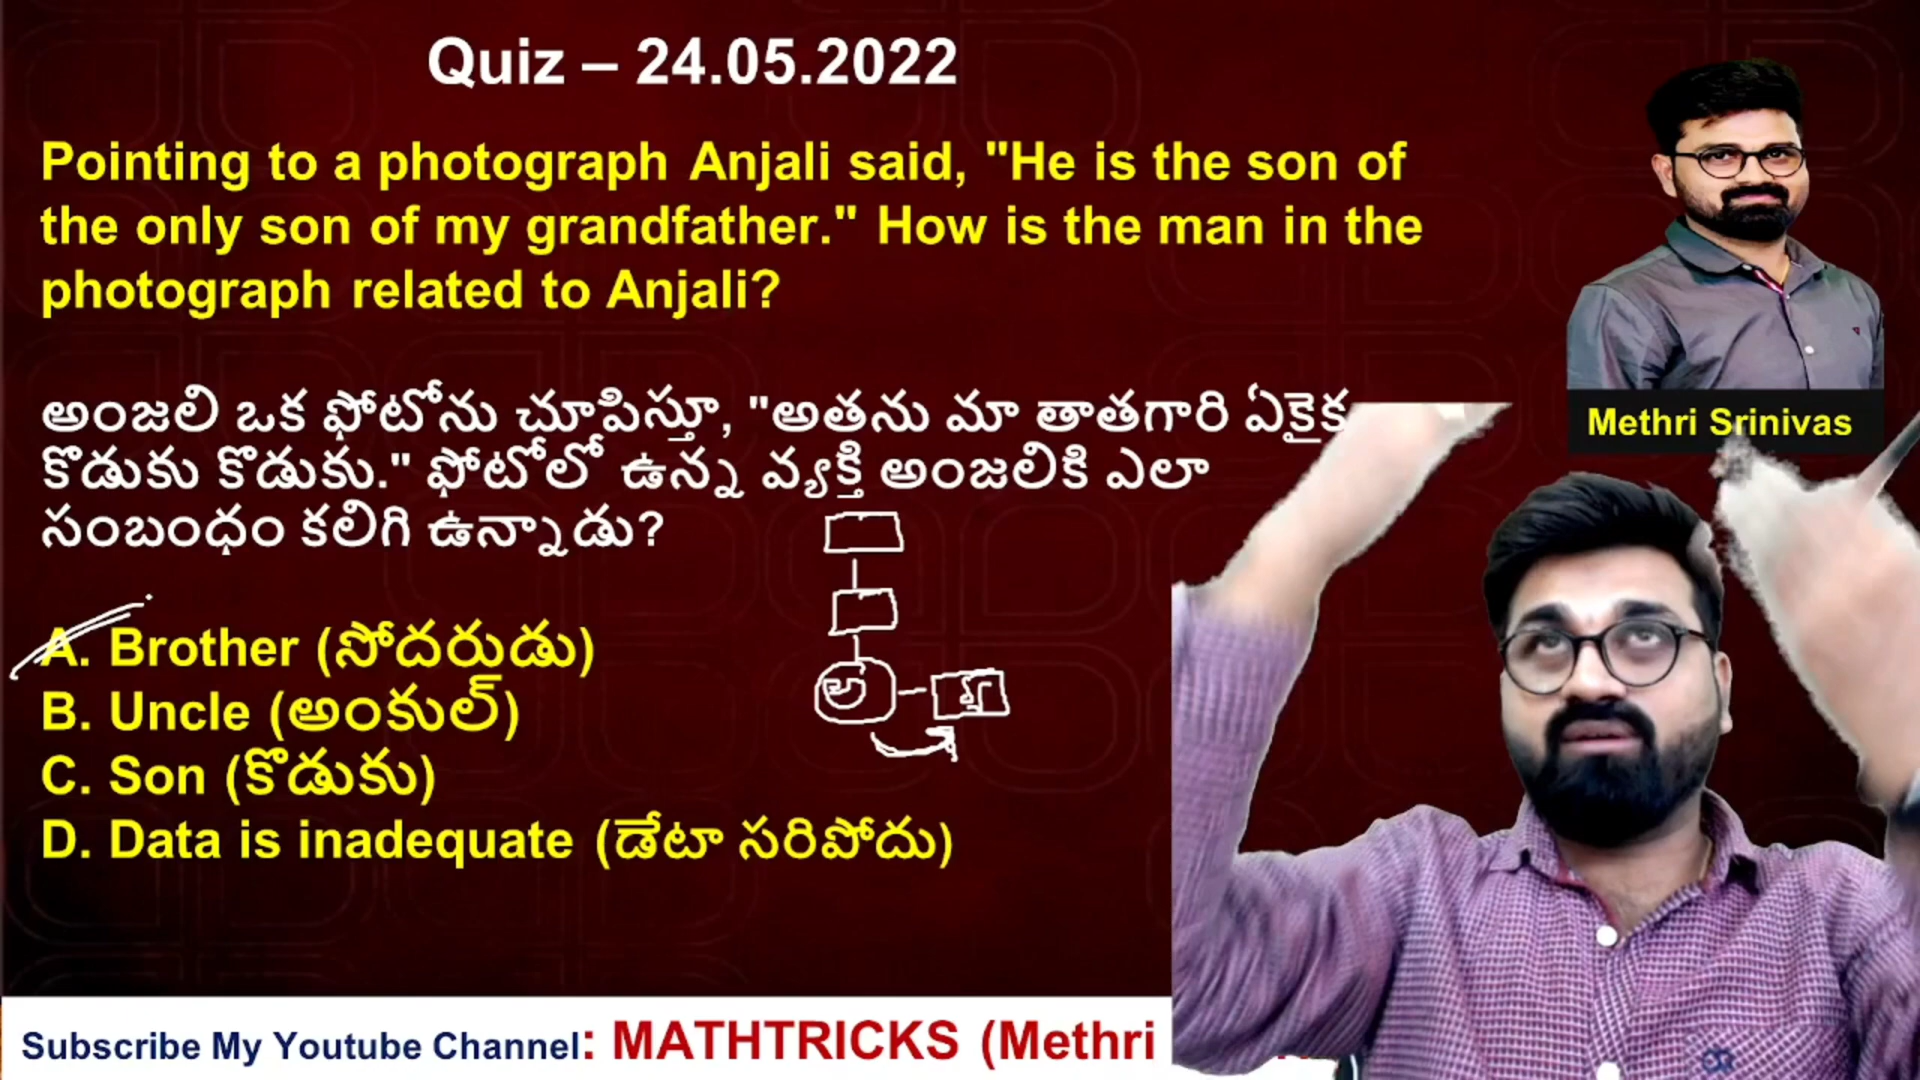 Quiz – 24.05.2022
Pointing to a photograph Anjali said, "He is the son of
the only son of my grandfather." How is the man in the
photograph related to Anjali?
అంజలి ఒక ఫోటోను చూపిస్తూ, "అతను మా తాతగారి ఏకైక
కొడుకు కొడుకు." ఫోటోలో ఉన్న వ్యక్తి అంజలికి ఎలా
సంబంధం కలిగి ఉన్నాడు?
A. Brother (సోదరుడు)
B. Uncle (అంకుల్)
C. Son (కొడుకు)
D. Data is inadequate (డేటా సరిపోదు)
అ
Methri Srinivas
Subscribe My Youtube Channel: MATHTRICKS (Methri